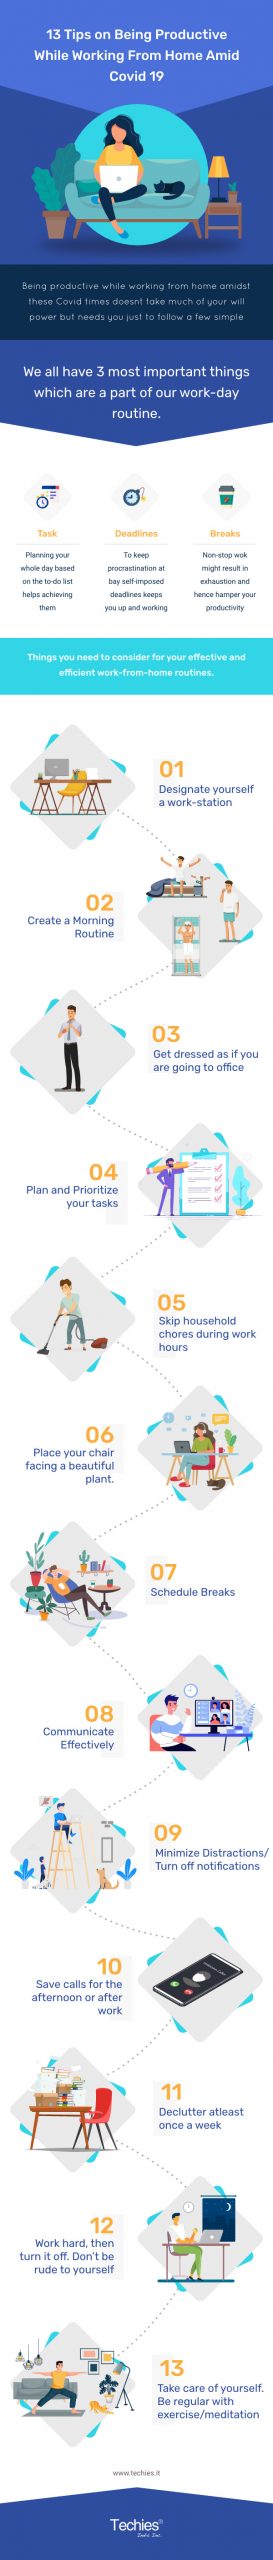 13 Tips on Being Productive
While Working From Home Amid
Covid 19
Being productive while working from home amidst
these Covid times doesnt take much of your will
power but needs you just to follow a few simple
We all have 3 most important things
which are a part of our work-day
routine.
Task
Planning your
whole day based
on the to-do list
helps achieving
them
Deadlines
To keep
procrastination at
bay self-imposed
deadlines keeps
you up and working
Breaks
Non-stop wok
might result in
exhaustion and
hence hamper your
productivity
Things you need to consider for your effective and
efficient work-from-home routines.
01
Designate yourself
a work-station
02
Create a Morning
Routine
03
Get dressed as if you
are going to office
04
Plan and Prioritize
your tasks
05
Skip household
chores during work
hours
06
Place your chair
facing a beautiful
plant.
07
Schedule Breaks
08
Communicate
Effectively
09
Minimize Distractions/
Turn off notifications
10
Save calls for the
afternoon or after
work
11
Declutter atleast
once a week
12
Work hard, then
turn it off. Don't be
rude to yourself
13
Take care of yourself.
Be regular with
exercise/meditation
www.techies.it
Techies®
India Inc.